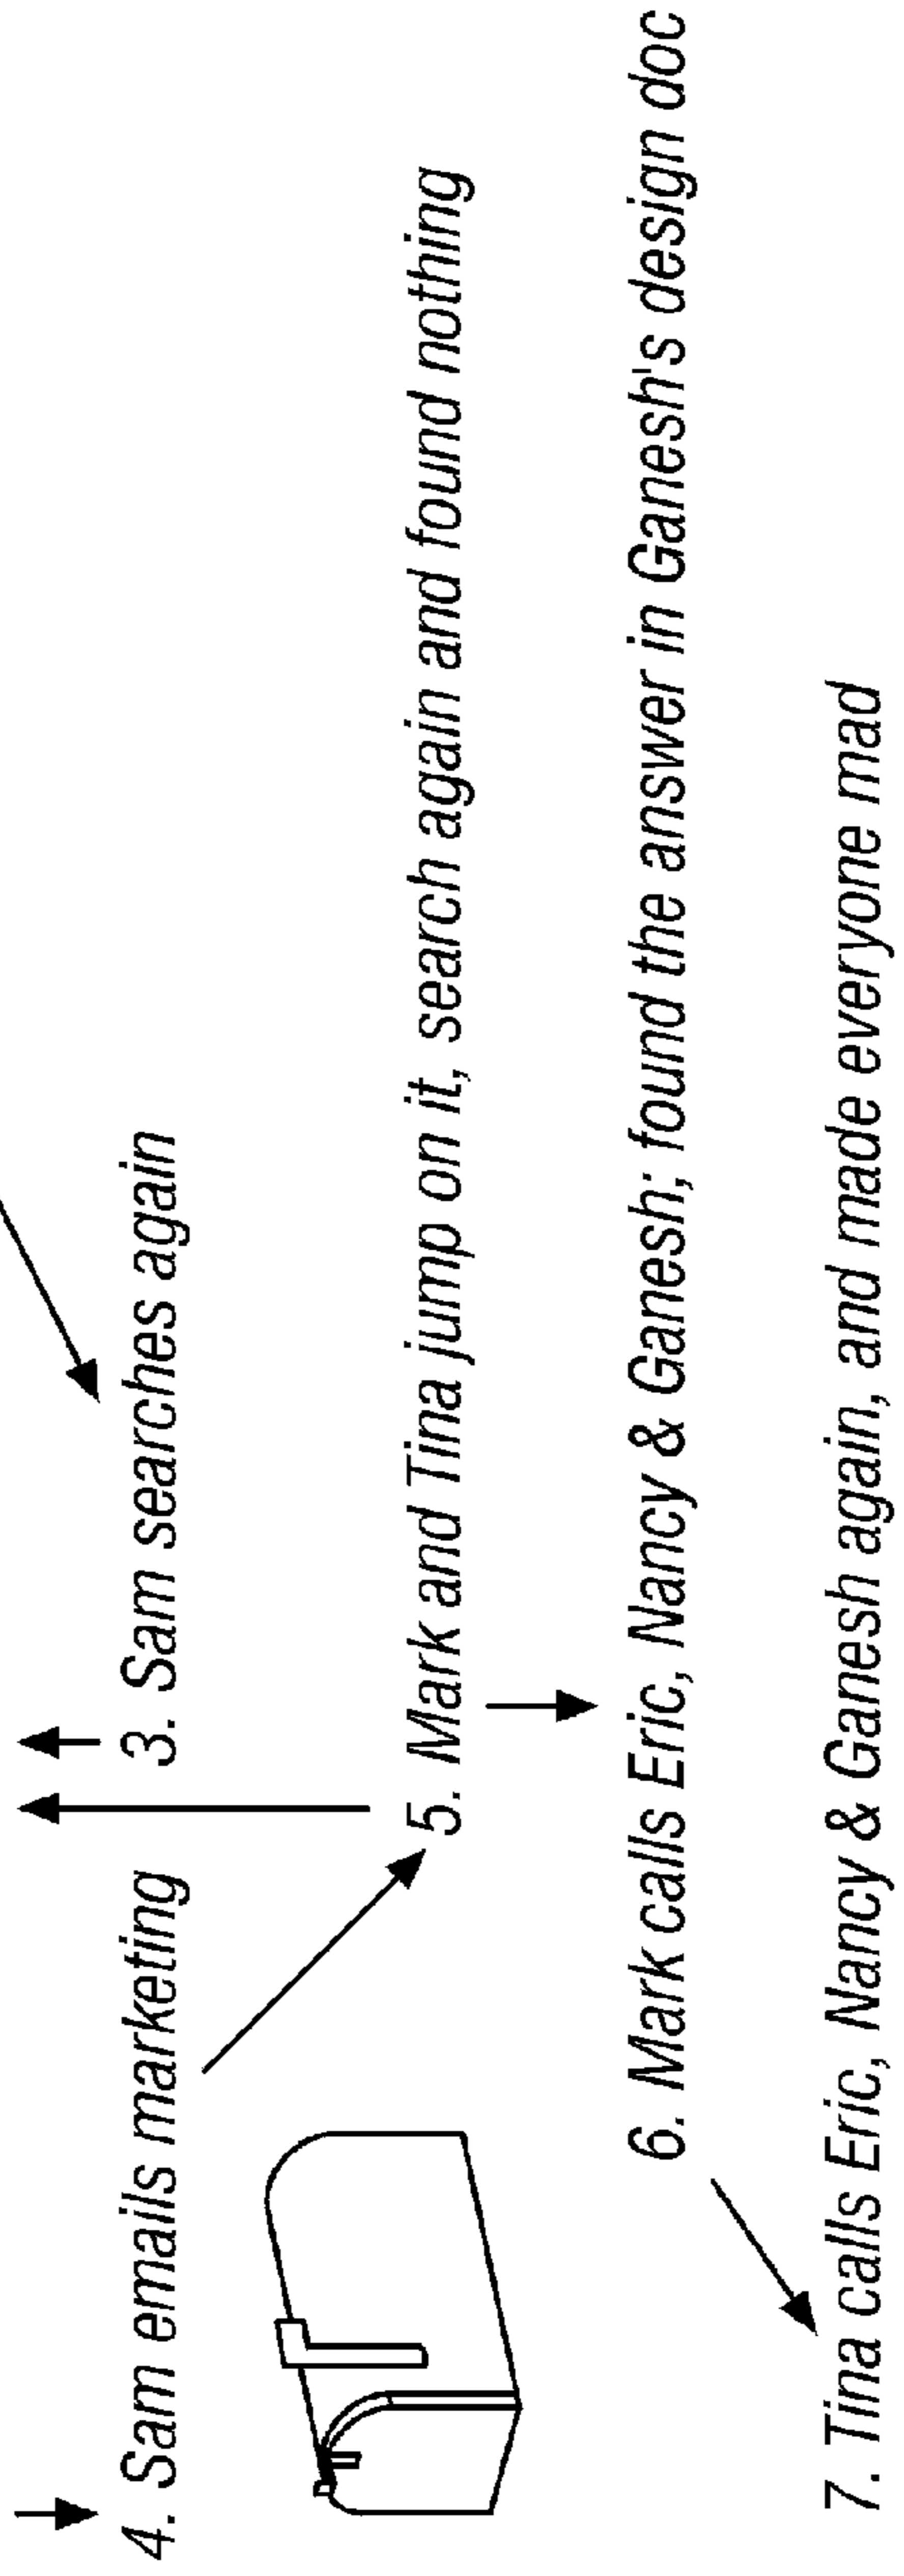 4. Sam emails marketing
3. Sam searches again
5. Mark and Tina jump on it, search again and found nothing
6. Mark calls Eric, Nancy & Ganesh; found the answer in Ganesh's design doc
7. Tina calls Eric, Nancy & Ganesh again, and made everyone mad